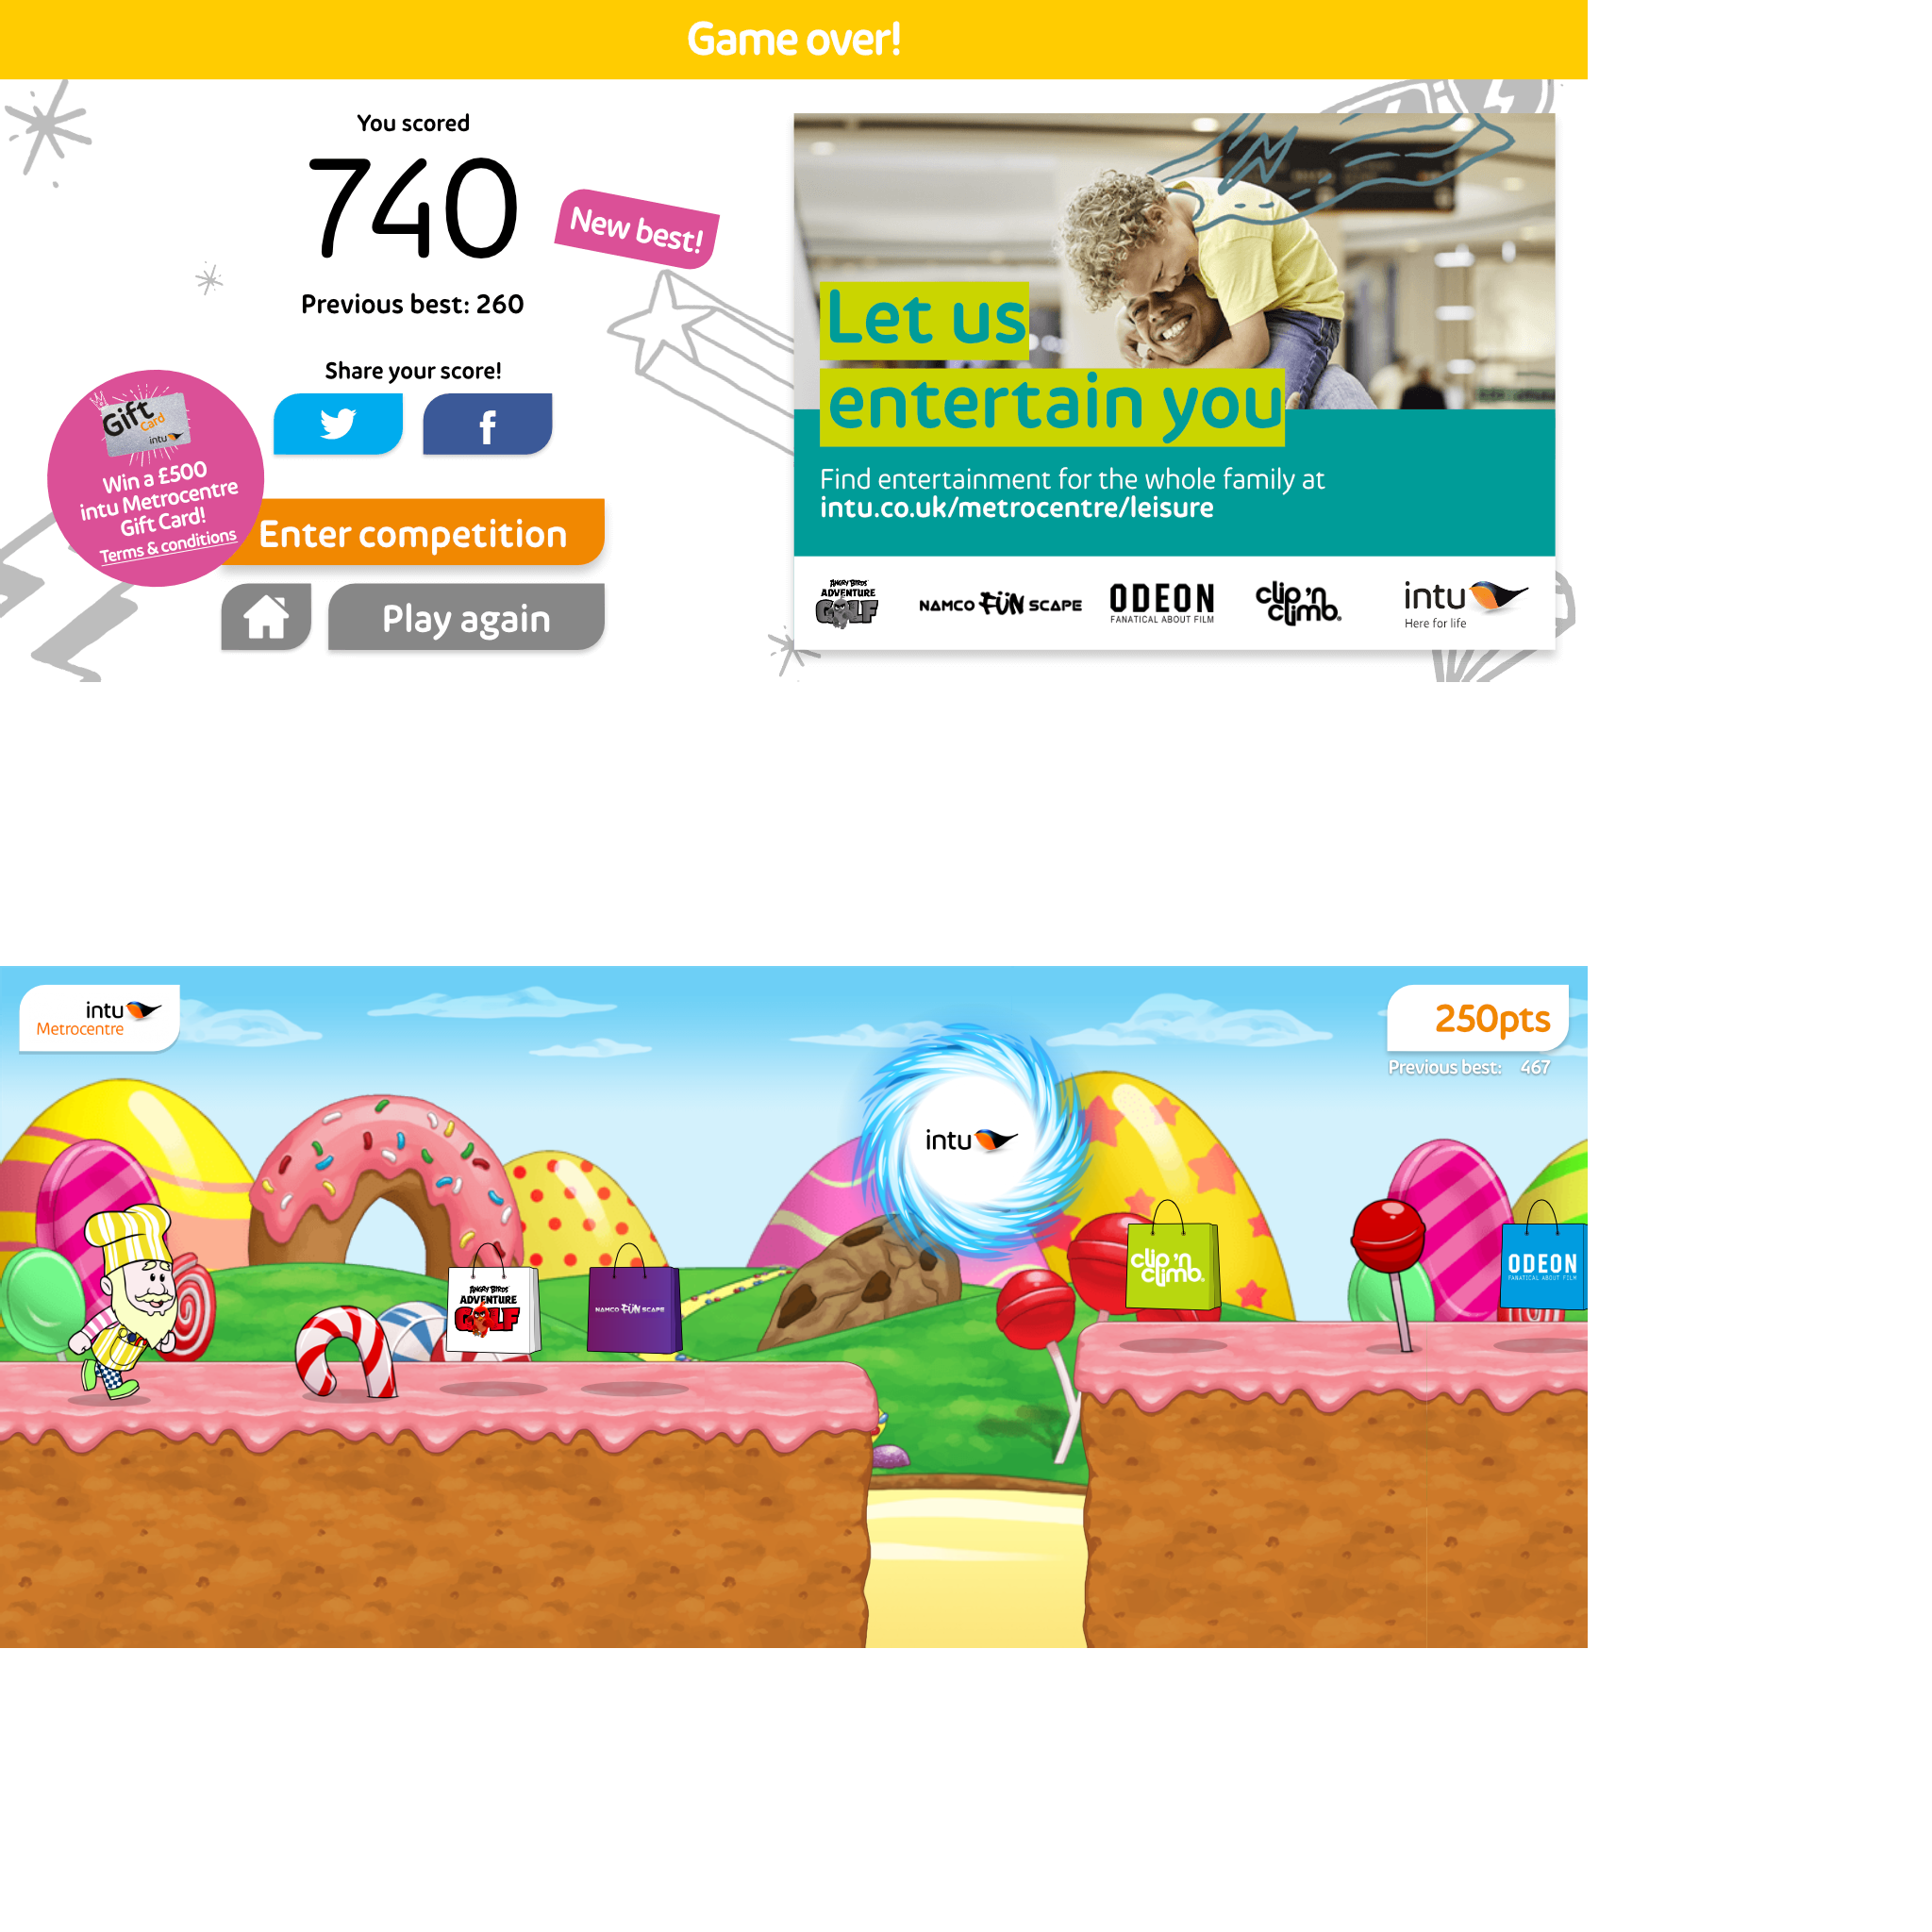 Game over!
You scored
740
New best!
Previous best: 260
Share your score!
Gift
Card
intu
Win a £500
intu Metrocentre
Gift Card!
Terms & conditions
Enter competition
Play again
Let us
entertain you
Find entertainment for the whole family at
intu.co.uk/metrocentre/leisure
ANGRY BIRDS
ADVENTURE
GOLF
NAMCO FUN SCAPE
ODEON
FANATICAL ABOUT FILM
clip 'n
climb®
intu
Here for life
intu
Metrocentre
250pts
Previous best: 467
intu
ANGRY BIRDS
ADVENTURE
GOLF
NAMCO FUN SCAPE
clip 'n
climb®
ODEON
FANATICAL ABOUT FILM